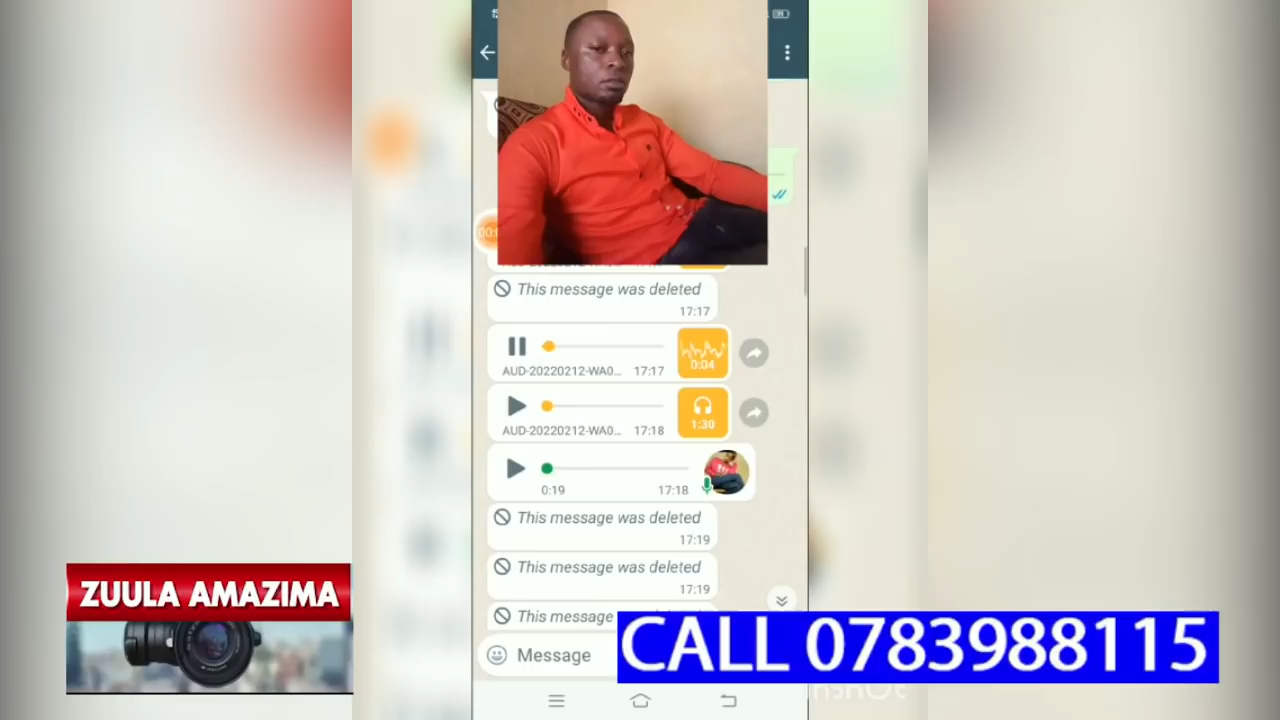 This message was deleted
17:17
0:04
AUD-20220212-WA0...
17:17
1:30
AUD-20220212-WA0...
17:18
0:19
17:18
This message was deleted
17:19
This message was deleted
17:19
This message
Message
ZUULA AMAZIMA
CALL 0783988115